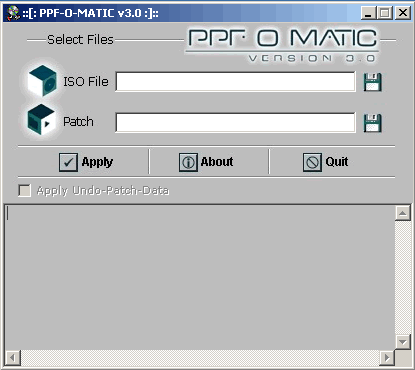 ::[: PPF-O-MATIC v3.0 :]::
Select Files
PPF O MATIC
VERSION 3.0
ISO File
Patch
Apply
About
Quit
Apply Undo-Patch-Data